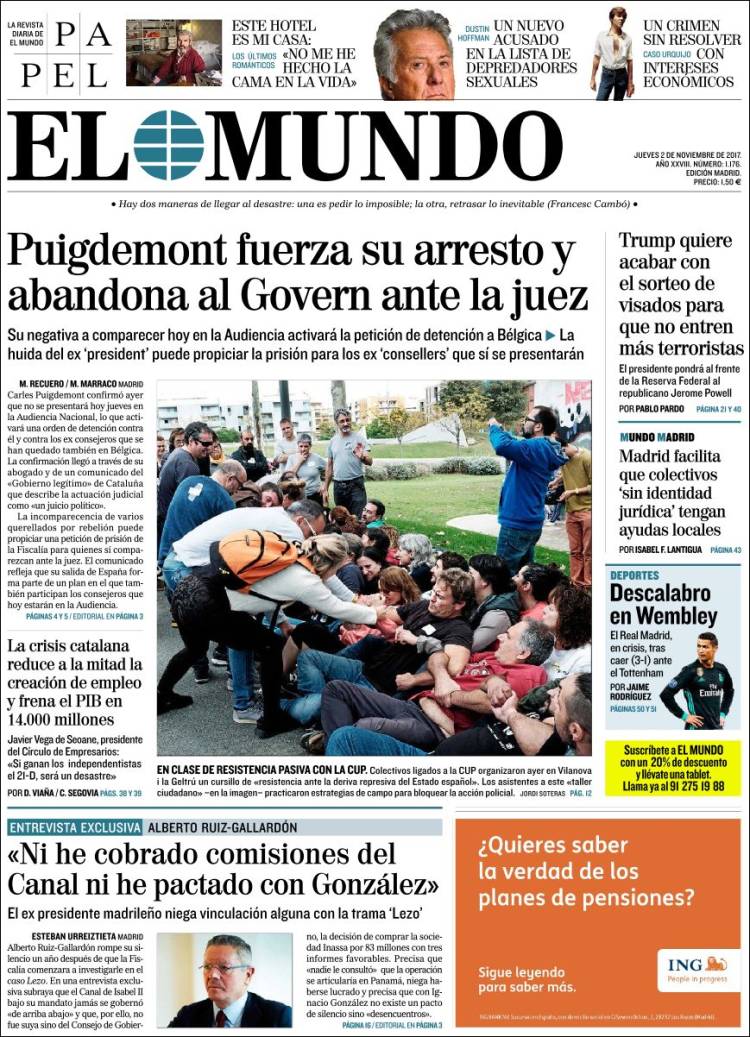 LA REVISTA
DIARIA DE
EL MUNDO
PA
PEL
ESTE HOTEL
ES MI CASA:
LOS ÚLTIMOS
ROMÁNTICOS
«NO ME HE
HECHO LA
CAMA EN LA VIDA»
DUSTIN
HOFFMAN
UN NUEVO
ACUSADO
EN LA LISTA DE
DEPREDADORES
SEXUALES
UN CRIMEN
SIN RESOLVER
CASO URQUIJO
CON
INTERESES
ECONÓMICOS
EL MUNDO
JUEVES 2 DE NOVIEMBRE DE 2017.
AÑO XXVIII. NÚMERO: 1.176.
EDICIÓN MADRID.
PRECIO: 1,50 €
• Hay dos maneras de llegar al desastre: una es pedir lo imposible; la otra, retrasar lo inevitable (Francesc Cambó) •
Puigdemont fuerza su arresto y
abandona al Govern ante la juez
Su negativa a comparecer hoy en la Audiencia activará la petición de detención a Bélgica ▶ La
huida del ex ‘president’ puede propiciar la prisión para los ex ‘consellers’ que sí se presentarán
M. RECUERO / M. MARRACO MADRID
Carles Puigdemont confirmó ayer
que no se presentará hoy jueves en
la Audiencia Nacional, lo que acti-
vará una orden de detención contra
él y contra los ex consejeros que se
han quedado también en Bélgica.
La confirmación llegó a través de su
abogado y de un comunicado del
«Gobierno legítimo» de Cataluña
que describe la actuación judicial
como «un juicio político».
La incomparecencia de varios
querellados por rebelión puede
propiciar una petición de prisión de
la Fiscalía para quienes sí compa-
rezcan ante la juez. El comunicado
refleja que su salida de España for-
ma parte de un plan en el que tam-
bién participan los consejeros que
hoy estarán en la Audiencia.
PÁGINAS 4 Y 5 / EDITORIAL EN PÁGINA 3
La crisis catalana
reduce a la mitad la
creación de empleo
y frena el PIB en
14.000 millones
Javier Vega de Seoane, presidente
del Círculo de Empresarios:
«Si ganan los independentistas
el 21-D, será un desastre»
POR D. VIAÑA / C. SEGOVIA PÁGS. 38 Y 39
EN CLASE DE RESISTENCIA PASIVA CON LA CUP. Colectivos ligados a la CUP organizaron ayer en Vilanova
i la Geltrú un cursillo de «resistencia ante la deriva represiva del Estado español». Los asistentes a este «taller
ciudadano» –en la imagen– practicaron estrategias de campo para bloquear la acción policial. JORDI SOTERAS PÁG. 12
Trump quiere
acabar con
el sorteo de
visados para
que no entren
más terroristas
El presidente pondrá al frente
de la Reserva Federal al
republicano Jerome Powell
POR PABLO PARDO PÁGINA 21 Y 40
MUNDO MADRID
Madrid facilita
que colectivos
‘sin identidad
jurídica’ tengan
ayudas locales
POR ISABEL F. LANTIGUA PÁGINA 43
DEPORTES
Descalabro
en Wembley
El Real Madrid,
en crisis, tras
caer (3-1) ante
el Tottenham
POR JAIME
RODRÍGUEZ
PÁGINAS 50 Y 51
Emirates
Suscríbete a EL MUNDO
con un 20% de descuento
y llévate una tablet.
Llama ya al 91 275 19 88
ENTREVISTA EXCLUSIVA ALBERTO RUIZ-GALLARDÓN
«Ni he cobrado comisiones del
Canal ni he pactado con González»
El ex presidente madrileño niega vinculación alguna con la trama ‘Lezo’
ESTEBAN URREIZTIETA MADRID
Alberto Ruiz-Gallardón rompe su si-
lencio un año después de que la Fis-
calía comenzara a investigarle en el
caso Lezo. En una entrevista exclu-
siva subraya que el Canal de Isabel II
bajo su mandato jamás se gobernó
«de arriba abajo» y que, por ello, no
fue suya sino del Consejo de Gobier-
no, la decisión de comprar la socie-
dad Inassa por 83 millones con tres
informes favorables. Precisa que
«nadie le consultó» que la operación
se articularía en Panamá, niega ha-
berse lucrado y precisa que con Ig-
nacio González no existe un pacto
de silencio sino «desencuentros».
PÁGINA 16 / EDITORIAL EN PÁGINA 3
¿Quieres saber
la verdad de los
planes de pensiones?
Sigue leyendo
para saber más.
ING
People in progress